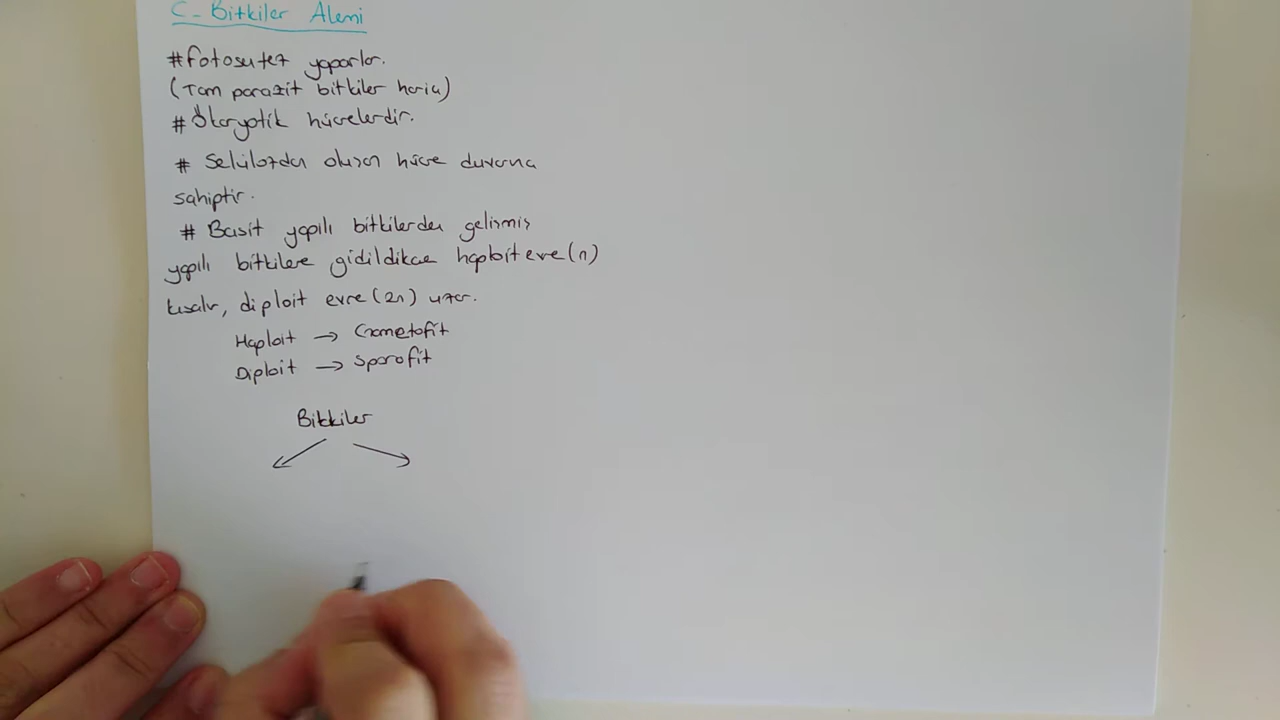 C- Bitkiler Alemi
#fotosentez yaparlar.
(Tam parazit bitkiler hariç)
# Ökaryotik hücrelerdir.
# Selülozdan oluşan hücre duvarına
sahiptir.
# Basit yapılı bitkilerden gelişmiş
yapılı bitkilere gidildikçe haploit evre(n)
kısalır, diploit evre(2n) uzar.
Haploit → Gametofit
Diploit → Sporofit
Bitkiler